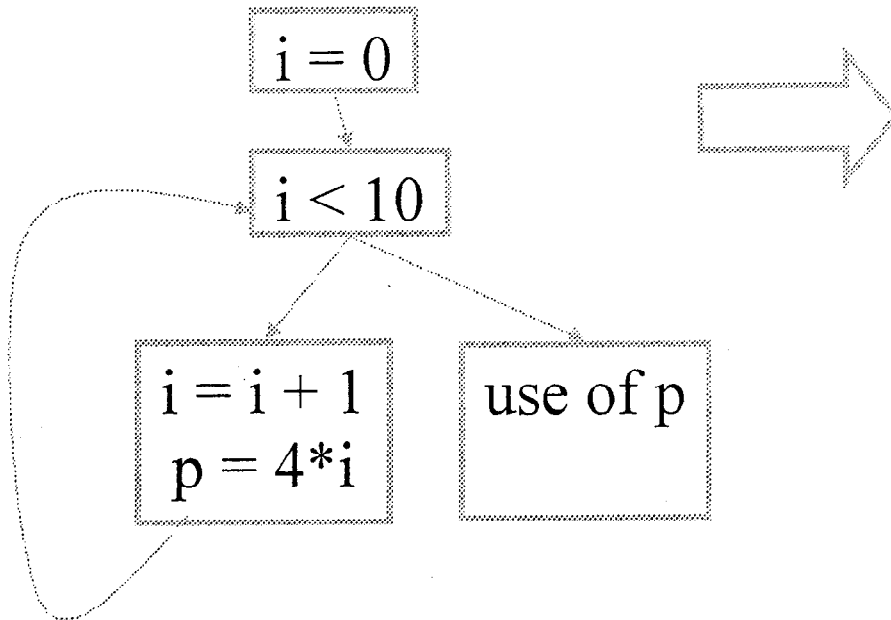 i = 0
i < 10
i = i + 1
p = 4*i
use of p